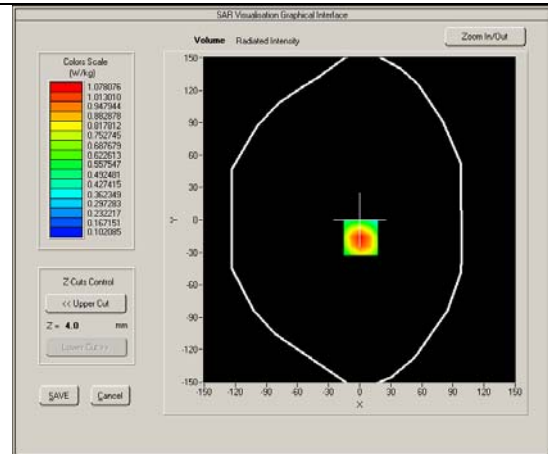 SAR Visualisation Graphical Interface
Volume Radiated Intensity
Zoom In/Out
Colors Scale
(W/kg)
1.078076
1.013010
0.947944
0.882878
0.817812
0.752745
0.687679
0.622613
0.557547
0.492481
0.427415
0.362349
0.297283
0.232217
0.167151
0.102085
Z Cuts Control
<< Upper Cut
Z = 4.0 mm
Lower Cut >>
SAVE Cancel
150
120
90
60
30
0
-30
-60
-90
-120
-150
Y
-150 -120 -90 -60 -30 0 30 60 90 120 150
X